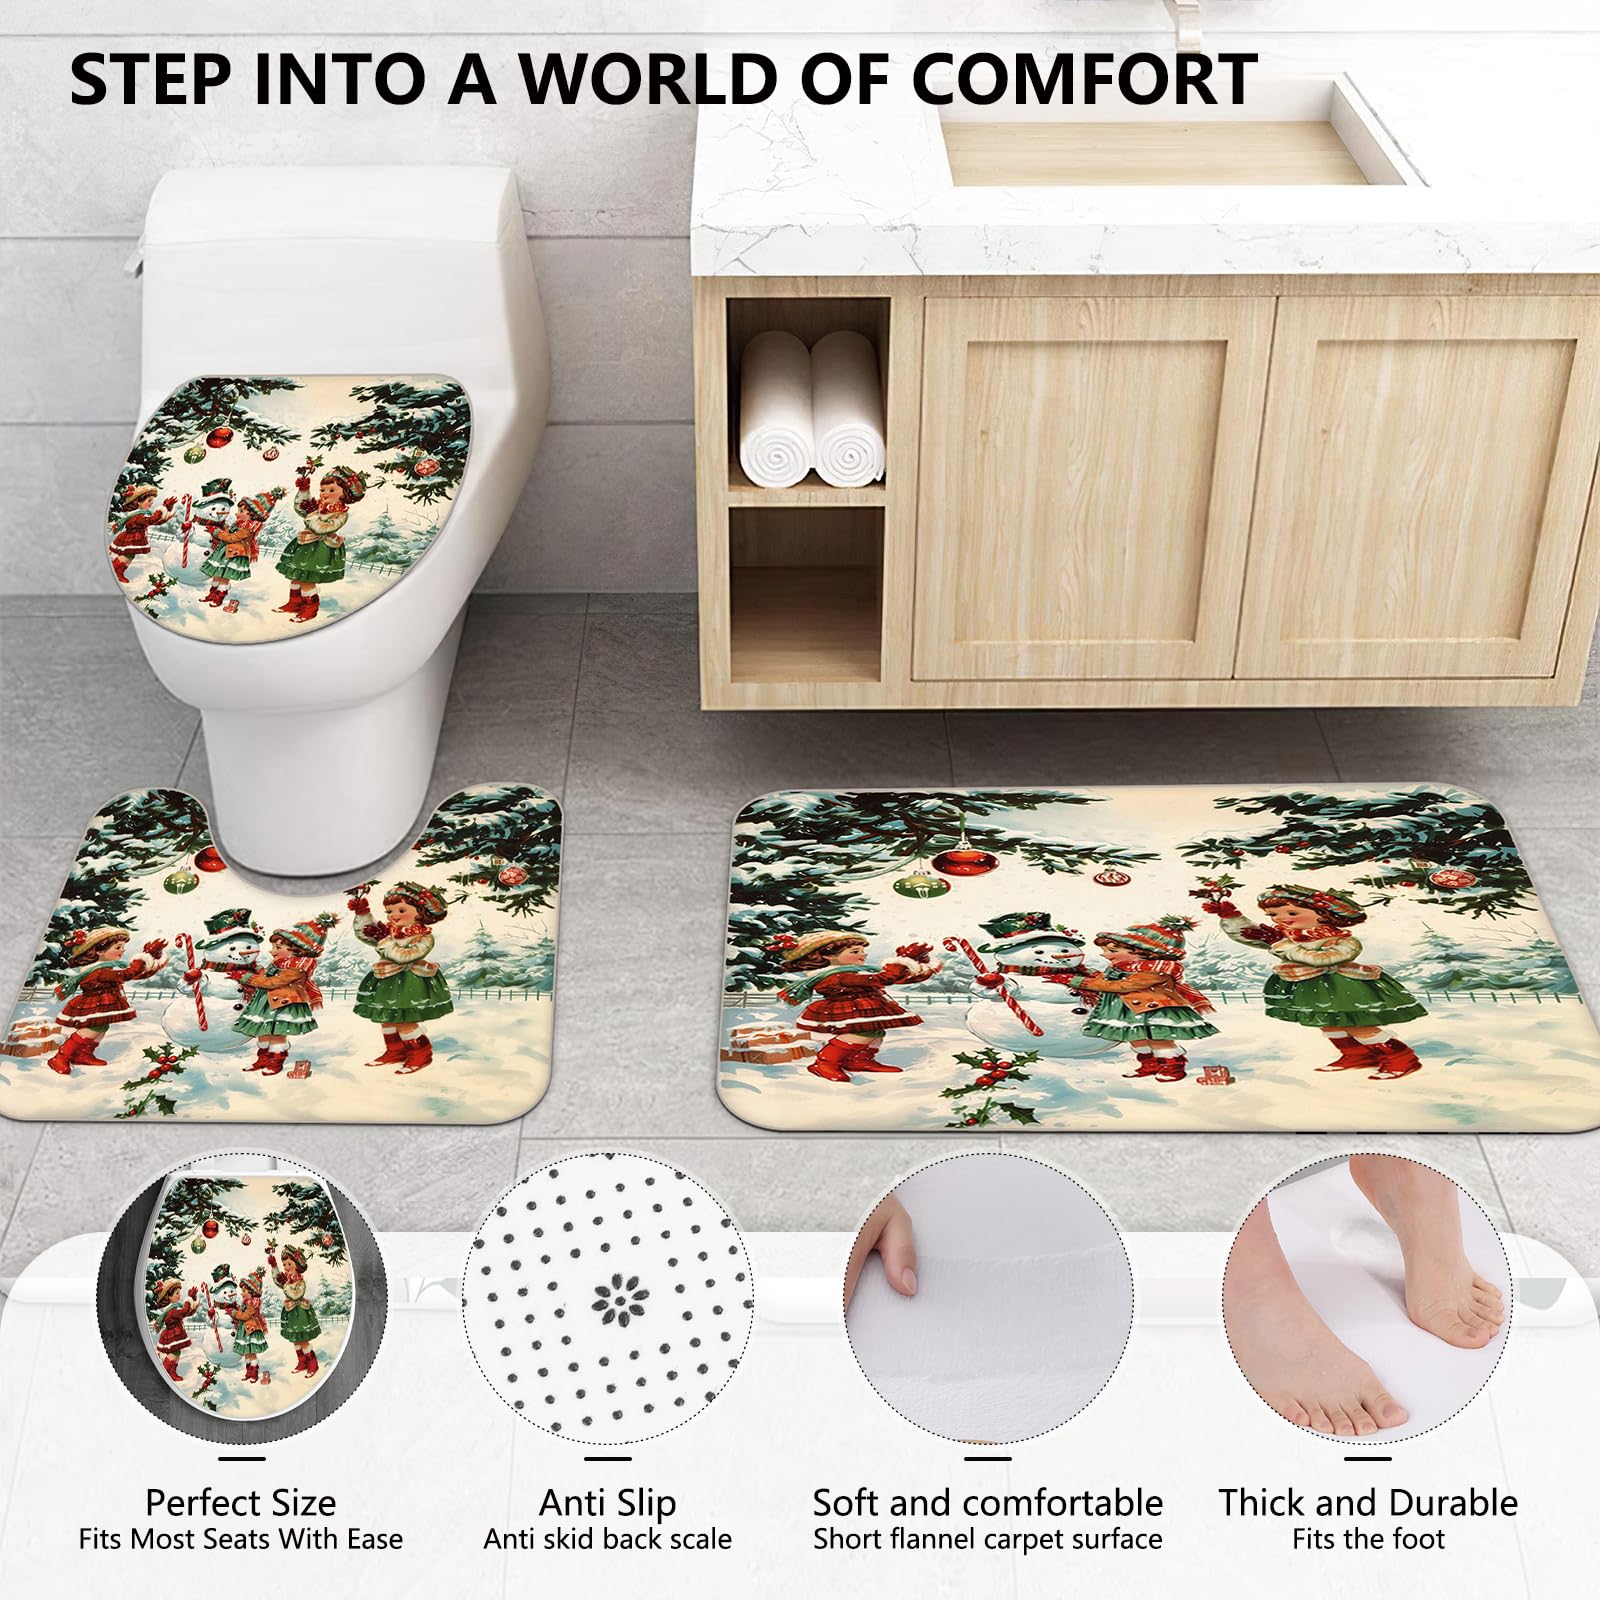 STEP INTO A WORLD OF COMFORT
Perfect Size
Fits Most Seats With Ease
Anti Slip
Anti skid back scale
Soft and comfortable
Short flannel carpet surface
Thick and Durable
Fits the foot